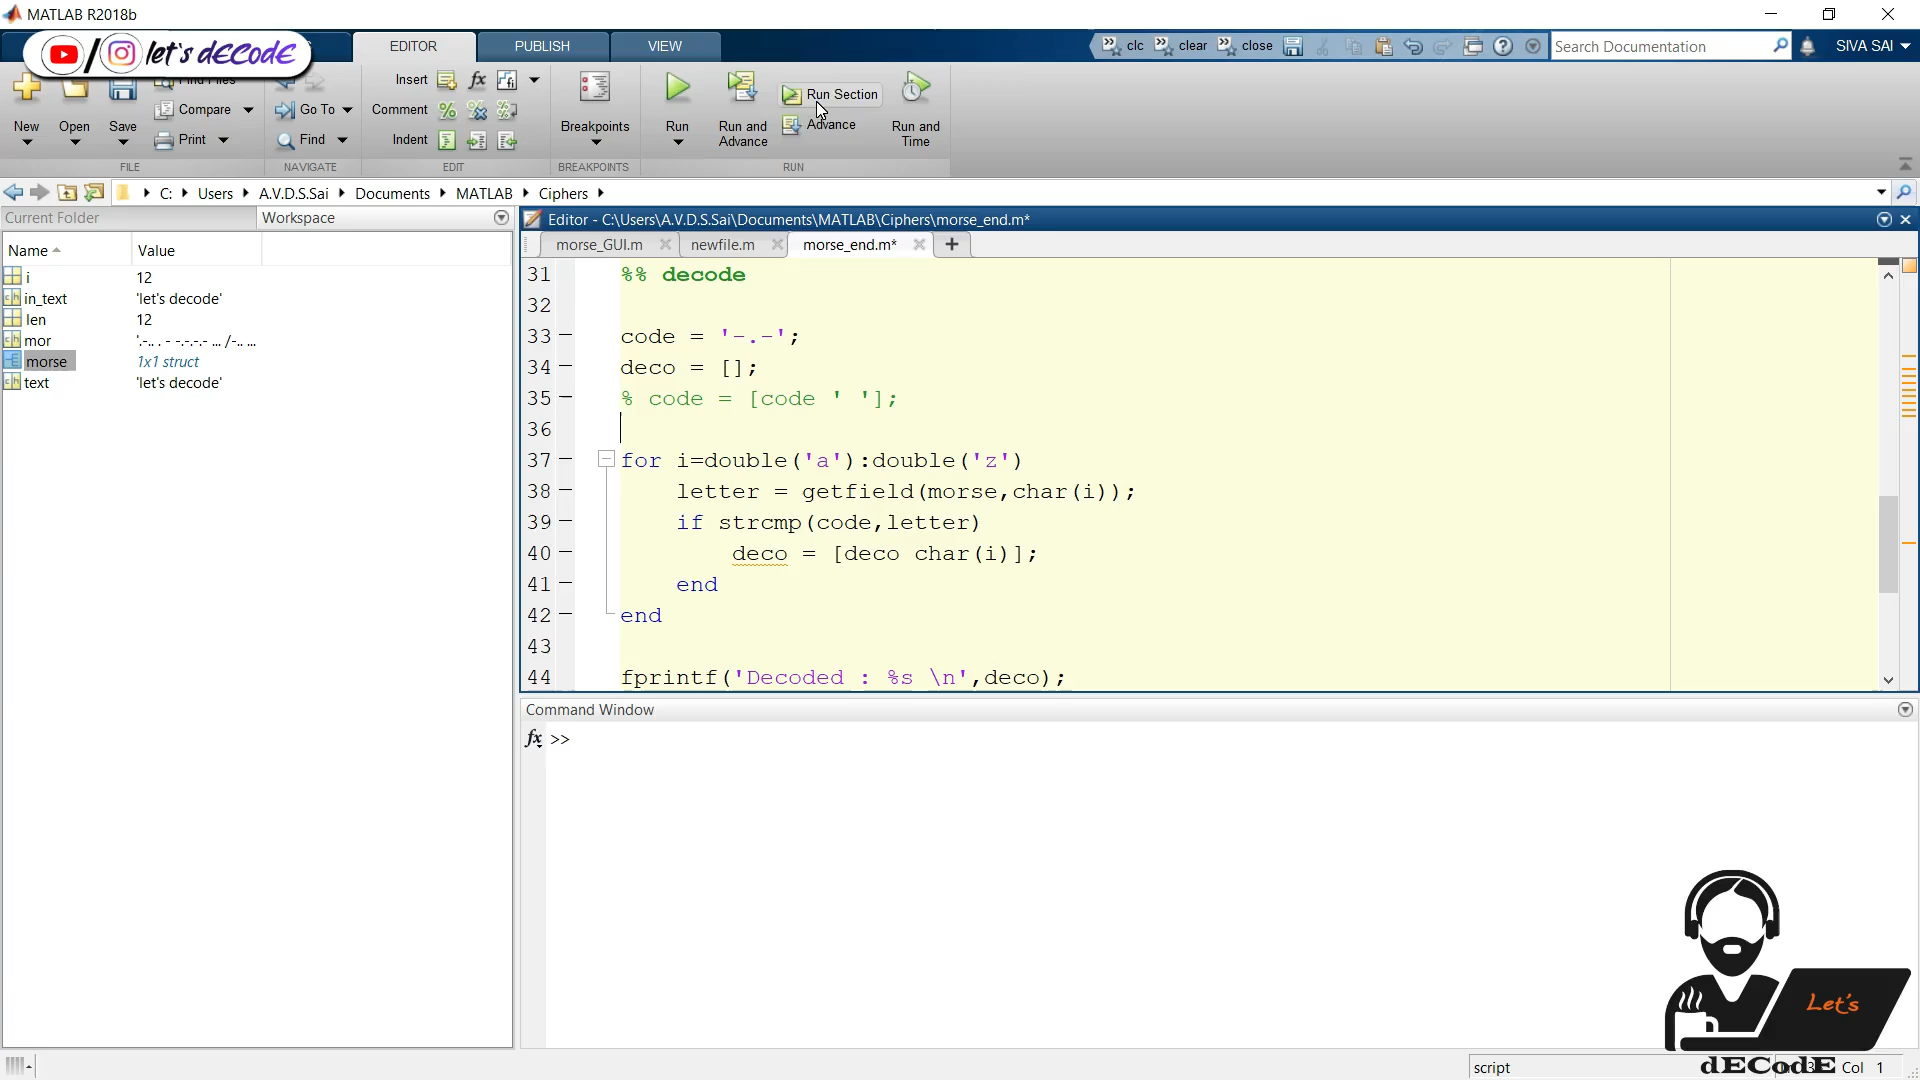 MATLAB R2018b
let's dECodE
EDITOR
PUBLISH
VIEW
clc
clear
close
Search Documentation
SIVA SAI
New
Open
Save
Find Files
Compare
Print
Go To
Find
Insert
Comment
Indent
fx
Breakpoints
Run
Run and Advance
Run Section
Advance
Run and Time
FILE
NAVIGATE
EDIT
BREAKPOINTS
RUN
C: Users A.V.D.S.Sai Documents MATLAB Ciphers
Current Folder
Workspace
Name Value
i 12
in_text 'let's decode'
len 12
mor
morse 1x1 struct
text 'let's decode'
Editor - C:\Users\A.V.D.S.Sai\Documents\MATLAB\Ciphers\morse_end.m*
morse_GUI.m
newfile.m
morse_end.m*
31 %% decode
32
33 code = '-.-';
34 deco = [];
35 % code = [code ' '];
36
37 for i=double('a'):double('z')
38 letter = getfield(morse,char(i));
39 if strcmp(code,letter)
40 deco = [deco char(i)];
41 end
42 end
43
44 fprintf('Decoded : %s \n',deco);
Command Window
fx >>
Let's
dECodE
script
Col 1